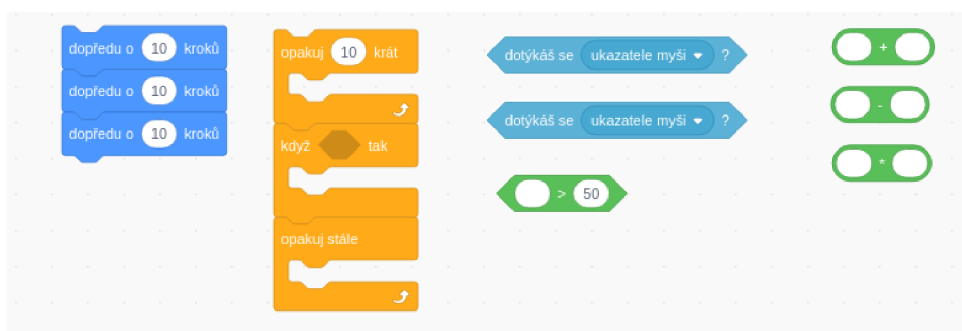 dopředu o 10 kroků
dopředu o 10 kroků
dopředu o 10 kroků
opakuj 10 krát
když tak
opakuj stále
dotýkáš se ukazatele myši ?
dotýkáš se ukazatele myši ?
> 50
+
-
*